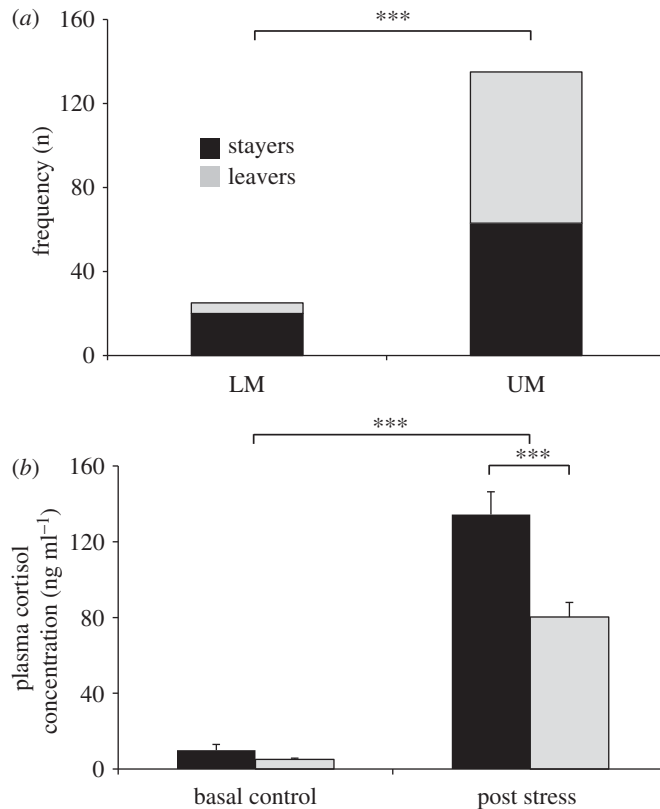 (a)
160
120
80
40
0
frequency (n)
***
stayers
leavers
LM
UM
(b)
160
120
80
40
0
plasma cortisol
concentration (ng ml⁻¹)
***
***
basal control
post stress